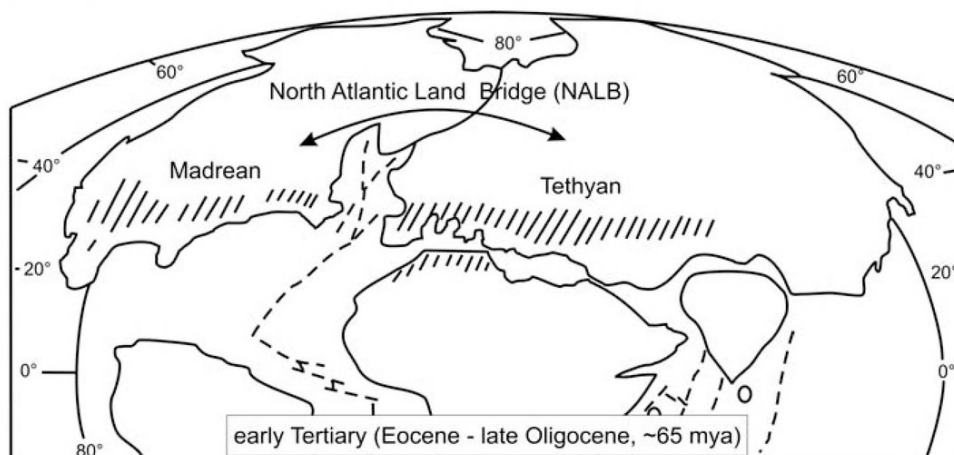 80°
60°
60°
North Atlantic Land Bridge (NALB)
40°
40°
Madrean
Tethyan
20°
20°
0°
0°
early Tertiary (Eocene - late Oligocene, ~65 mya)
80°